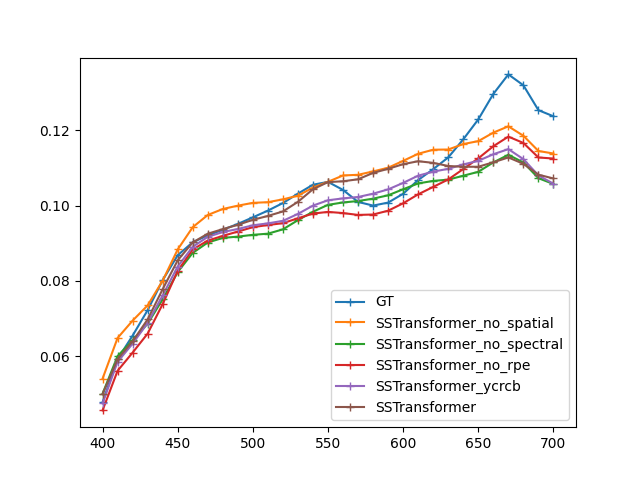 0.12
0.10
0.08
0.06
400 450 500 550 600 650 700
GT
SSTransformer_no_spatial
SSTransformer_no_spectral
SSTransformer_no_rpe
SSTransformer_ycrcb
SSTransformer